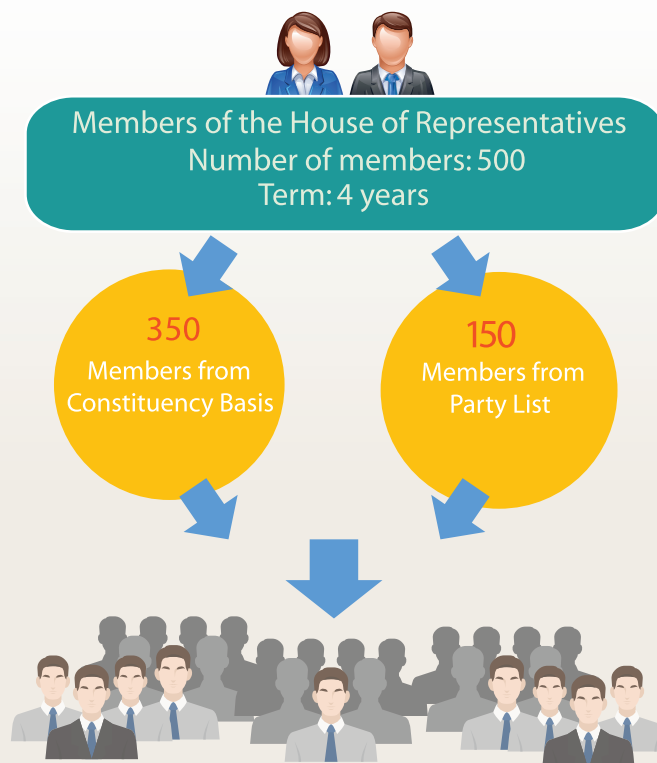 Members of the House of Representatives
Number of members: 500
Term: 4 years
350
Members from
Constituency Basis
150
Members from
Party List